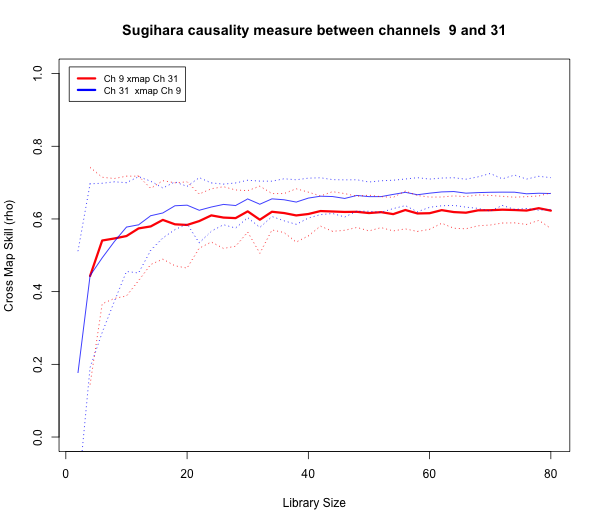 Sugihara causality measure between channels  9 and 31
Ch 9 xmap Ch 31
Ch 31  xmap Ch 9
Cross Map Skill (rho)
1.0
0.8
0.6
0.4
0.2
0.0
0 20 40 60 80
Library Size